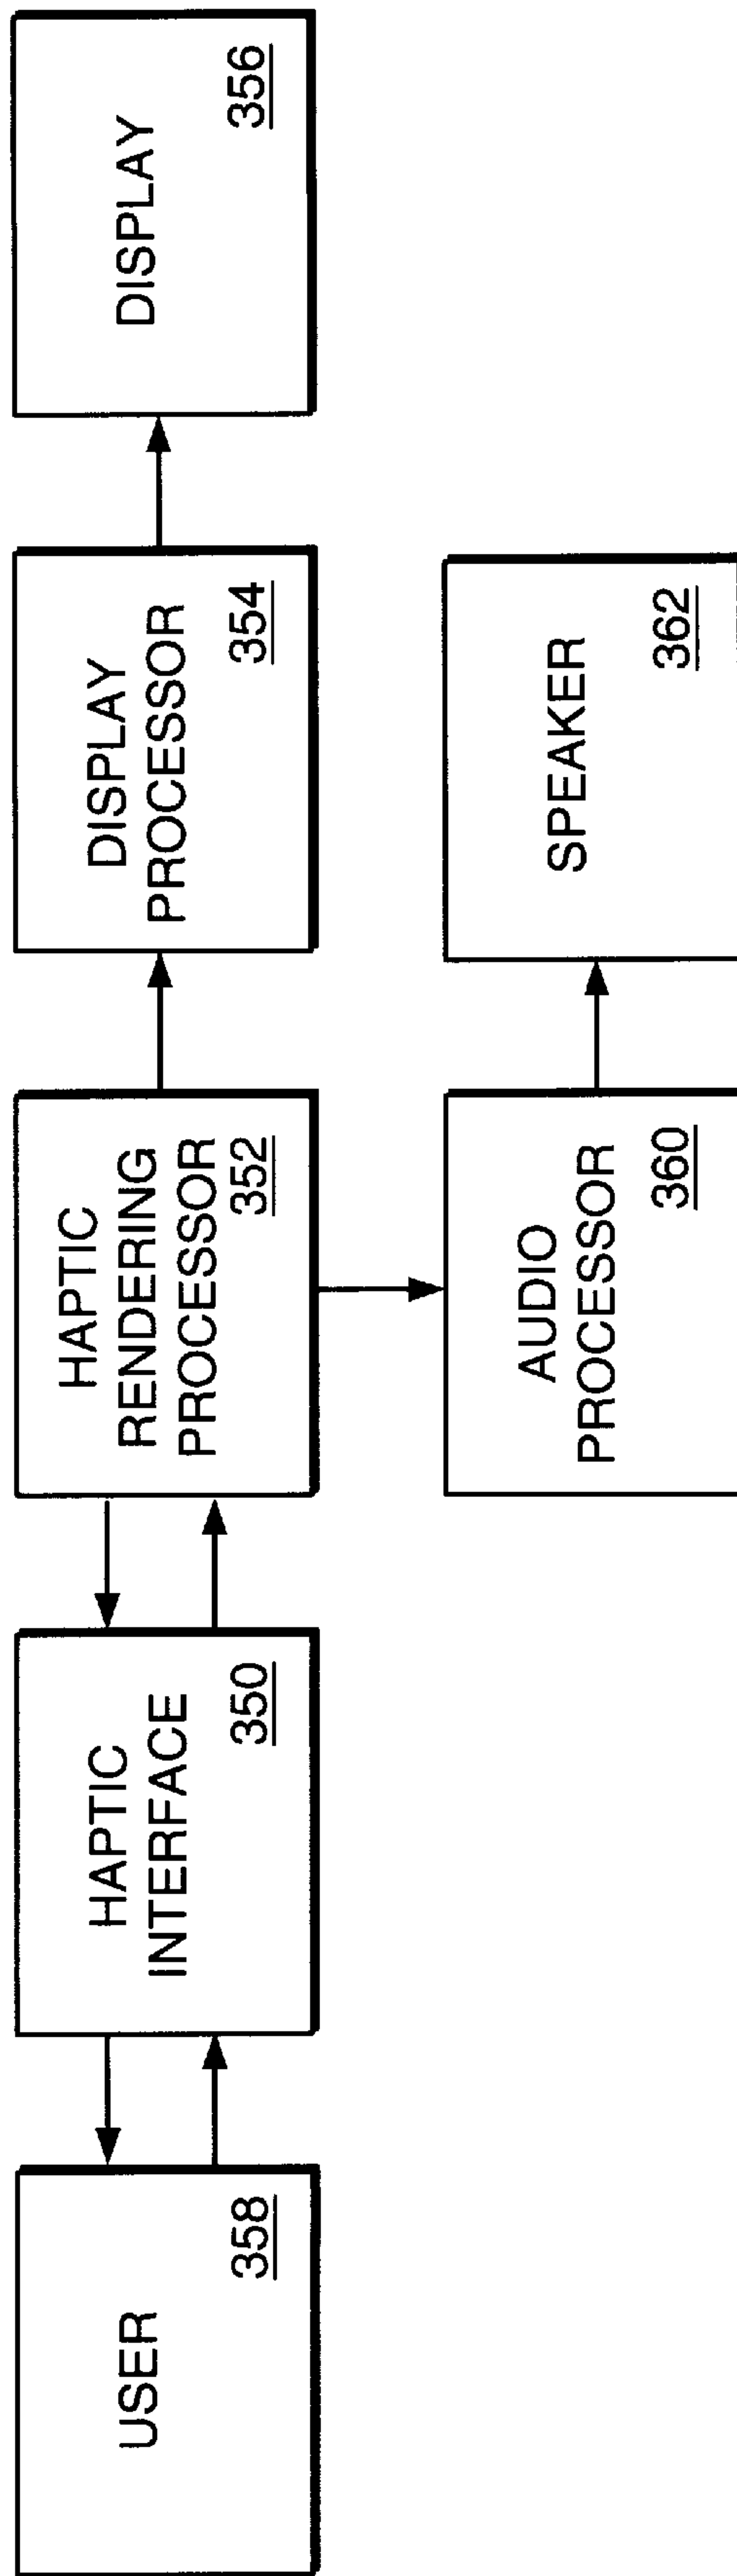 USER
358
HAPTIC
INTERFACE
350
HAPTIC
RENDERING
PROCESSOR
352
DISPLAY
PROCESSOR
354
DISPLAY
356
AUDIO
PROCESSOR
360
SPEAKER
362